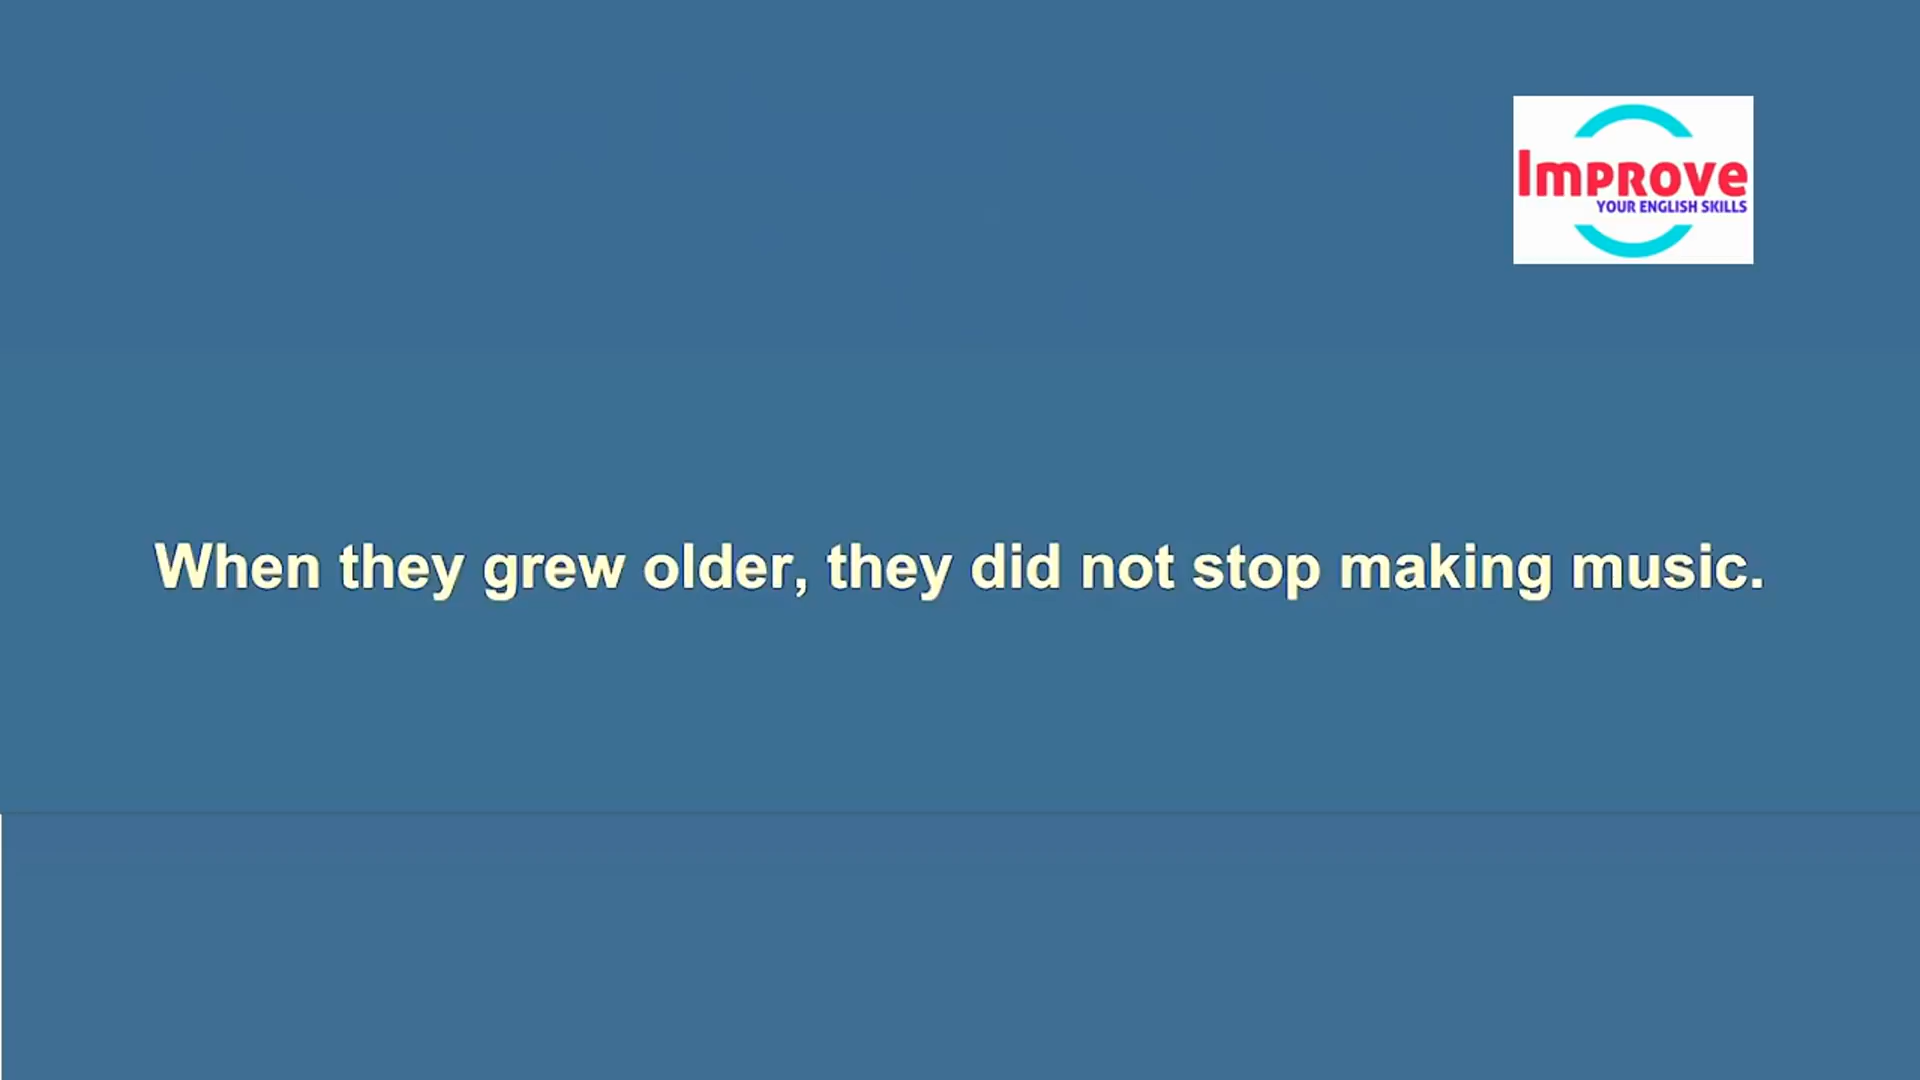 Improve
YOUR ENGLISH SKILLS
When they grew older, they did not stop making music.